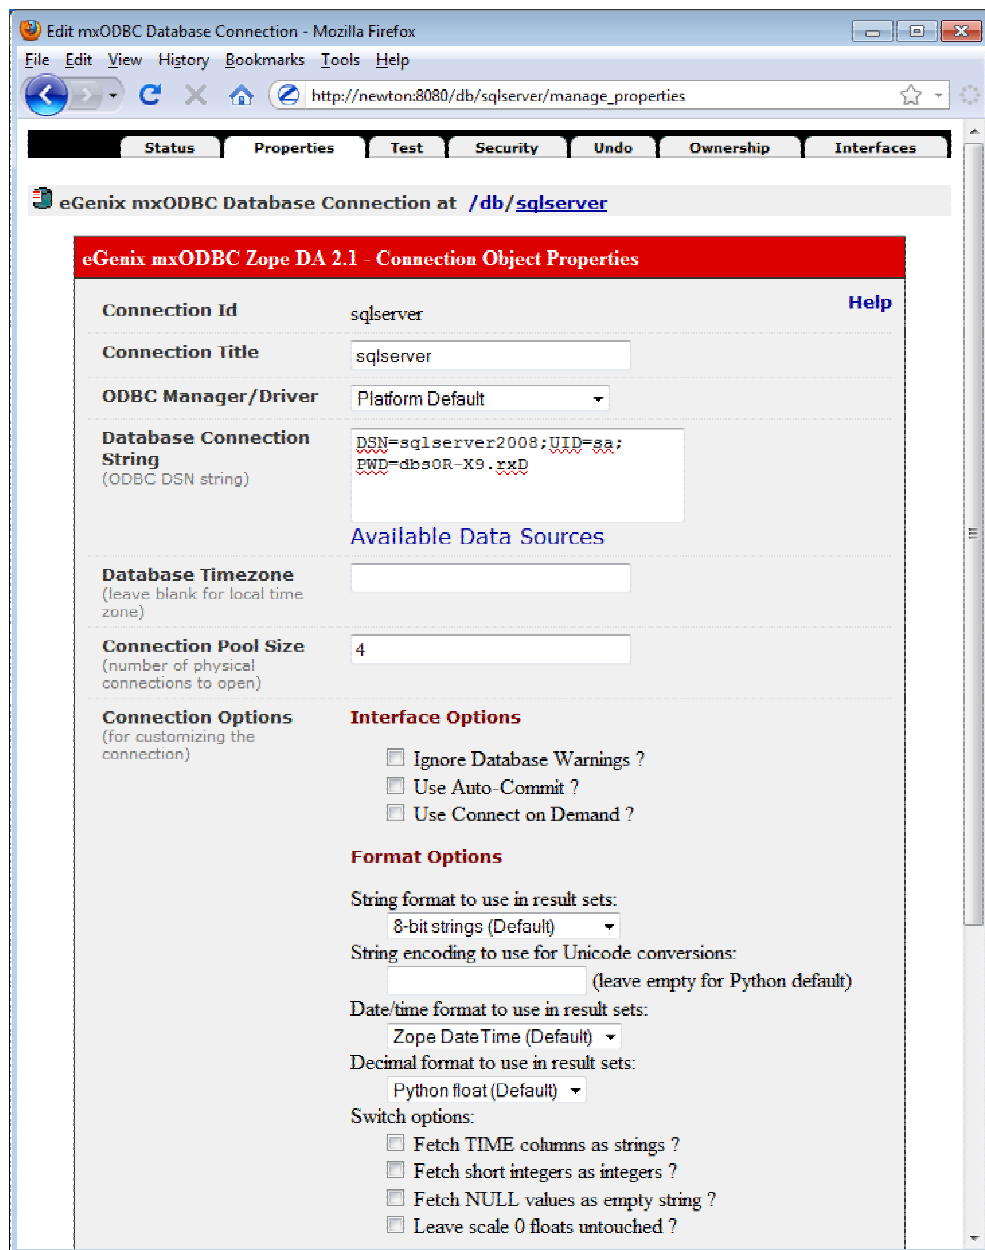 Edit mxODBC Database Connection - Mozilla Firefox
File Edit View History Bookmarks Tools Help
http://newton:8080/db/sqlserver/manage_properties
Status Properties Test Security Undo Ownership Interfaces
eGenix mxODBC Database Connection at /db/sqlserver
eGenix mxODBC Zope DA 2.1 - Connection Object Properties
Help
Connection Id sqlserver
Connection Title sqlserver
ODBC Manager/Driver Platform Default
Database Connection String
(ODBC DSN string)
DSN=sqlserver2008;UID=sa;
PWD=dbs0R-X9.rxD
Available Data Sources
Database Timezone
(leave blank for local time
zone)
Connection Pool Size 4
(number of physical
connections to open)
Connection Options
(for customizing the
connection)
Interface Options
Ignore Database Warnings ?
Use Auto-Commit ?
Use Connect on Demand ?
Format Options
String format to use in result sets:
8-bit strings (Default)
String encoding to use for Unicode conversions:
(leave empty for Python default)
Date/time format to use in result sets:
Zope DateTime (Default)
Decimal format to use in result sets:
Python float (Default)
Switch options:
Fetch TIME columns as strings ?
Fetch short integers as integers ?
Fetch NULL values as empty string ?
Leave scale 0 floats untouched ?